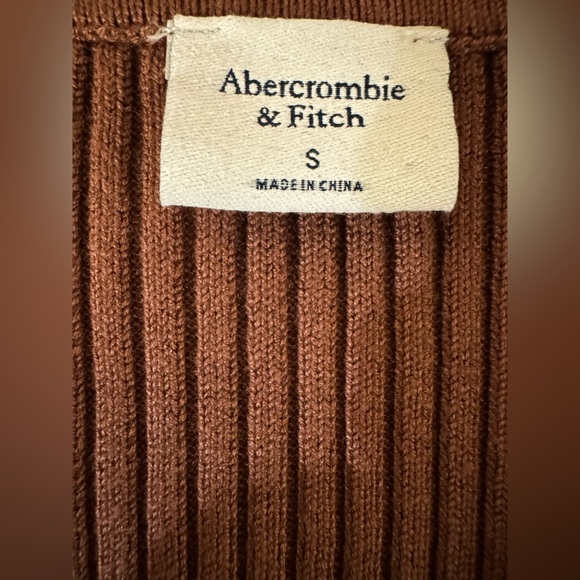 Abercrombie
& Fitch
S
MADE IN CHINA